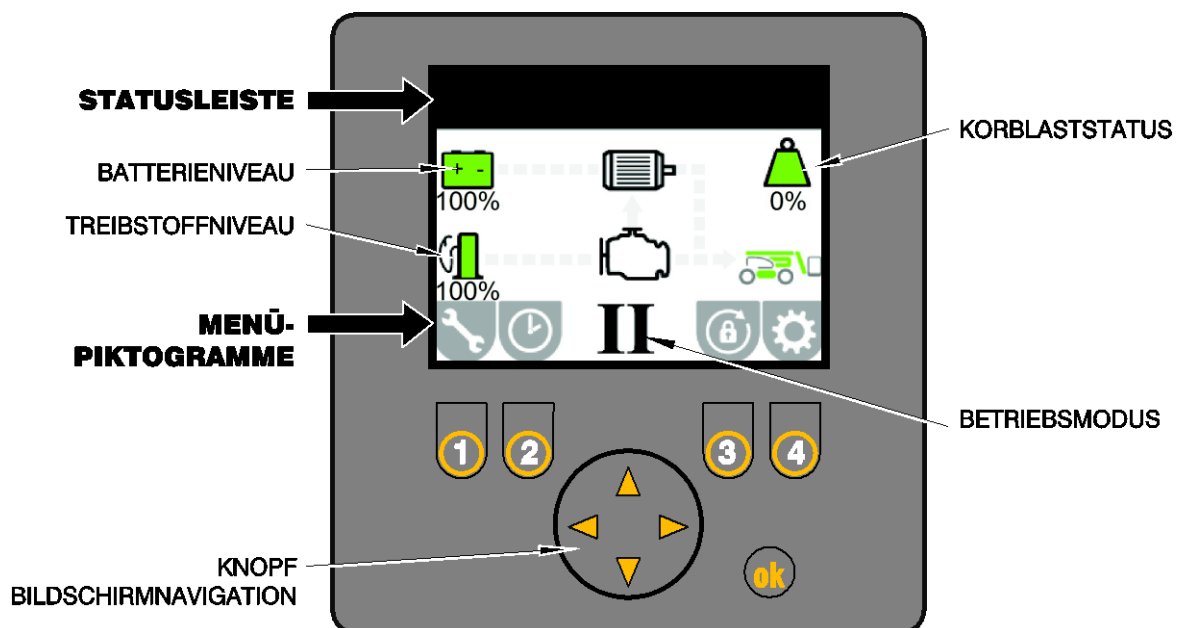 STATUSLEISTE
BATTERIENIVEAU
TREIBSTOFFNIVEAU
MENÜ-
PIKTOGRAMME
KNOPF
BILDSCHIRMNAVIGATION
+ -
100%
100%
0%
II
1 2 3 4
ok
KORBLASTSTATUS
BETRIEBSMODUS